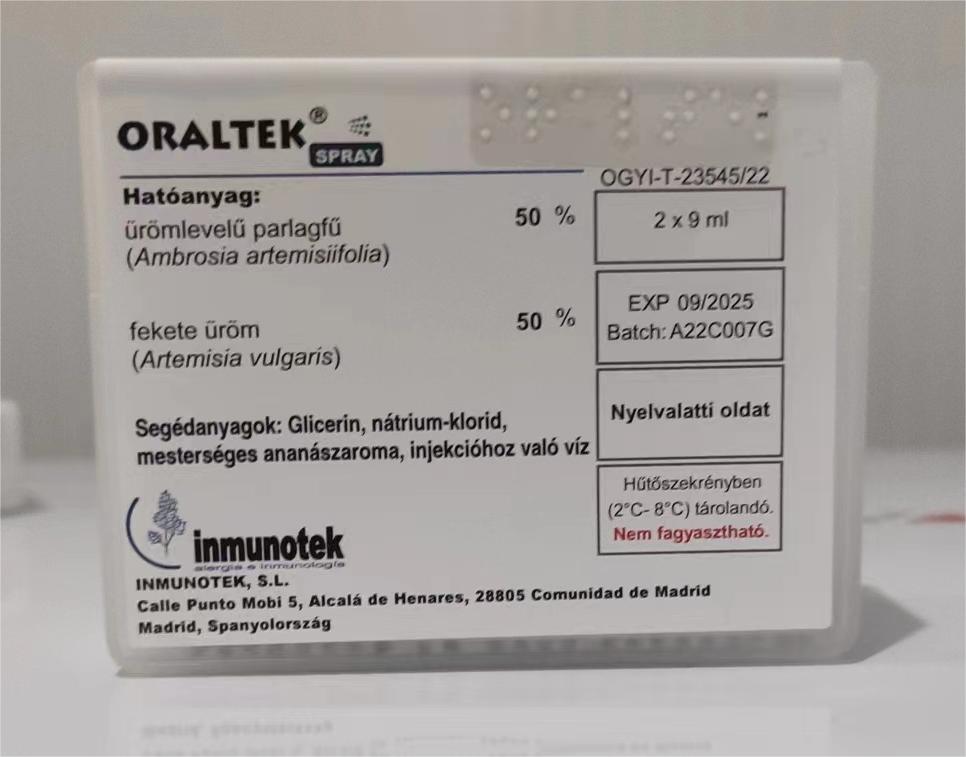 ORALTEK®
SPRAY
OGYI-T-23545/22
Hatóanyag:
ürömlevelű parlagfű 50 %
(Ambrosia artemisiifolia)
2 x 9 ml
fekete üröm 50 %
(Artemisia vulgaris)
EXP 09/2025
Batch: A22C007G
Segédanyagok: Glicerin, nátrium-klorid,
mesterséges ananászaroma, injekcióhoz való víz
Nyelvalatti oldat
Hűtőszekrényben
(2°C- 8°C) tárolandó.
Nem fagyasztható.
inmunotek
alergia e inmunología
INMUNOTEK, S.L.
Calle Punto Mobi 5, Alcalá de Henares, 28805 Comunidad de Madrid
Madrid, Spanyolország